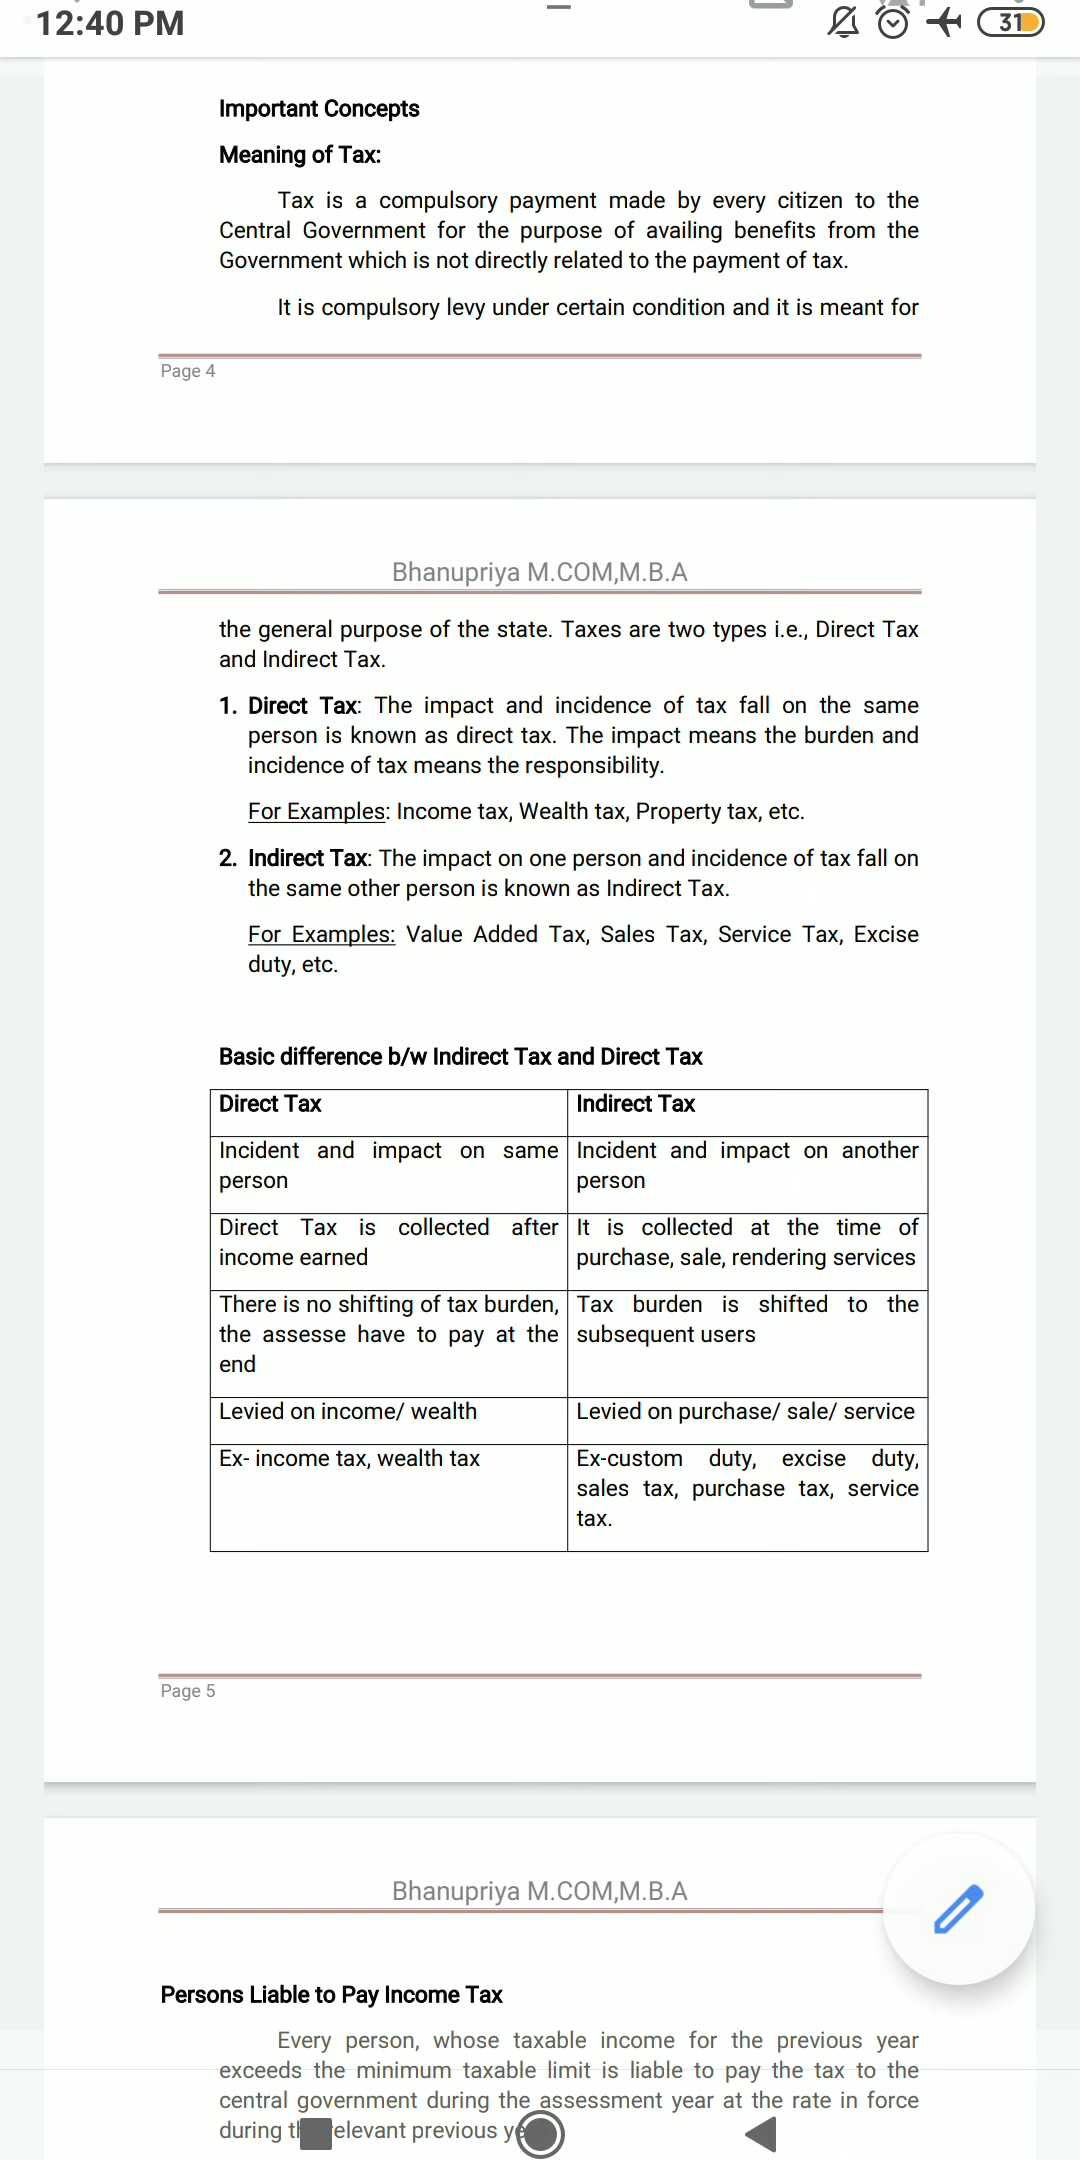 12:40 PM
31
Important Concepts
Meaning of Tax:
Tax is a compulsory payment made by every citizen to the
Central Government for the purpose of availing benefits from the
Government which is not directly related to the payment of tax.
It is compulsory levy under certain condition and it is meant for
Page 4
Bhanupriya M.COM,M.B.A
the general purpose of the state. Taxes are two types i.e., Direct Tax
and Indirect Tax.
1. Direct Tax: The impact and incidence of tax fall on the same
person is known as direct tax. The impact means the burden and
incidence of tax means the responsibility.
For Examples: Income tax, Wealth tax, Property tax, etc.
2. Indirect Tax: The impact on one person and incidence of tax fall on
the same other person is known as Indirect Tax.
For Examples: Value Added Tax, Sales Tax, Service Tax, Excise
duty, etc.
Basic difference b/w Indirect Tax and Direct Tax
Direct Tax
Indirect Tax
Incident and impact on same
person
Incident and impact on another
person
Direct Tax is collected after
income earned
It is collected at the time of
purchase, sale, rendering services
There is no shifting of tax burden,
the assesse have to pay at the
end
Tax burden is shifted to the
subsequent users
Levied on income/ wealth
Levied on purchase/ sale/ service
Ex- income tax, wealth tax
Ex-custom duty, excise duty,
sales tax, purchase tax, service
tax.
Page 5
Bhanupriya M.COM,M.B.A
Persons Liable to Pay Income Tax
Every person, whose taxable income for the previous year
exceeds the minimum taxable limit is liable to pay the tax to the
central government during the assessment year at the rate in force
during previous